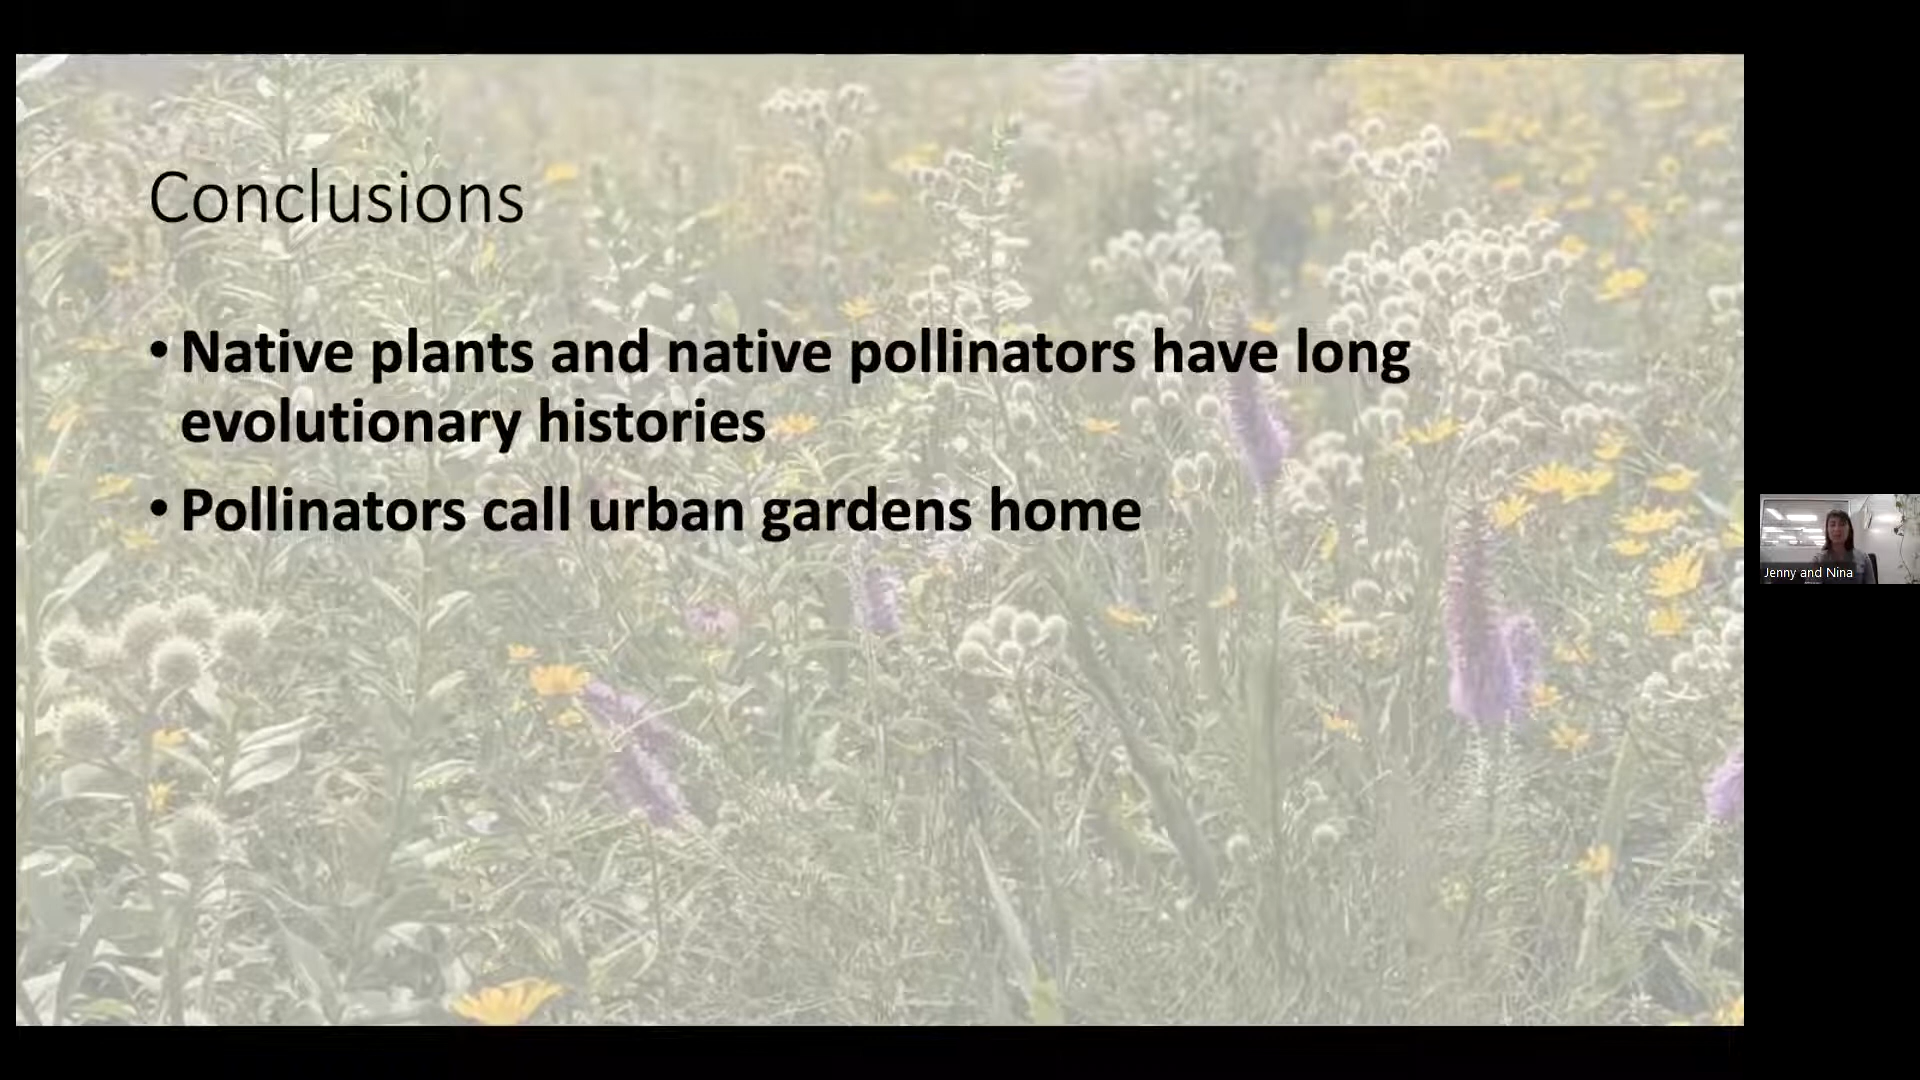 Conclusions
• Native plants and native pollinators have long
evolutionary histories
• Pollinators call urban gardens home
Jenny and Nina